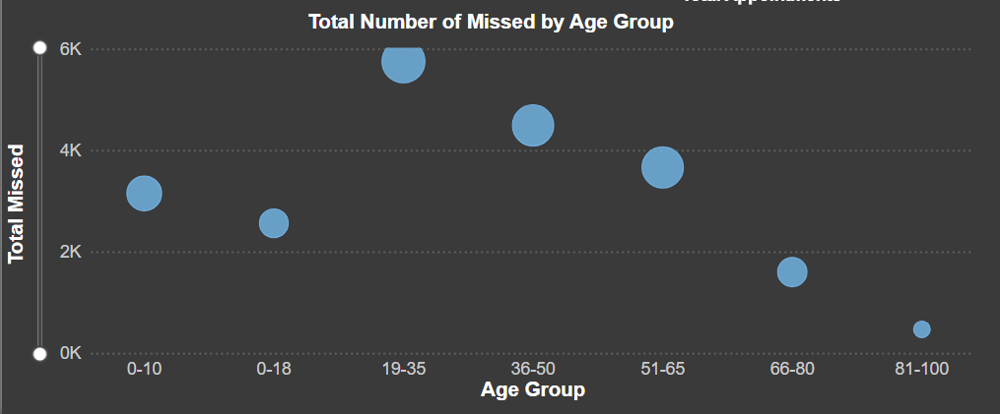 Total Number of Missed by Age Group
6K
4K
2K
0K
Total Missed
0-10 0-18 19-35 36-50 51-65 66-80 81-100
Age Group